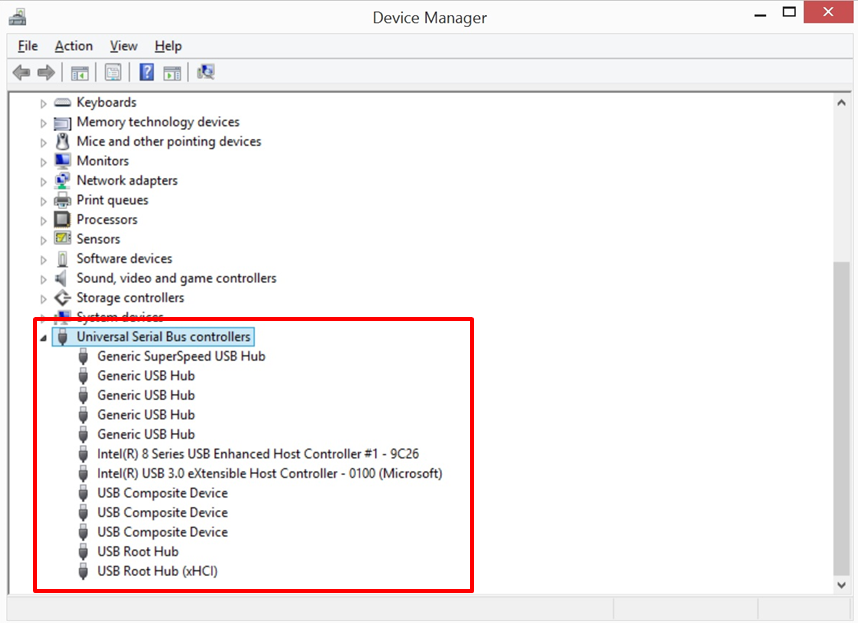 Device Manager
File Action View Help
Keyboards
Memory technology devices
Mice and other pointing devices
Monitors
Network adapters
Print queues
Processors
Sensors
Software devices
Sound, video and game controllers
Storage controllers
System devices
Universal Serial Bus controllers
Generic SuperSpeed USB Hub
Generic USB Hub
Generic USB Hub
Generic USB Hub
Generic USB Hub
Intel(R) 8 Series USB Enhanced Host Controller #1 - 9C26
Intel(R) USB 3.0 eXtensible Host Controller - 0100 (Microsoft)
USB Composite Device
USB Composite Device
USB Composite Device
USB Root Hub
USB Root Hub (xHCI)